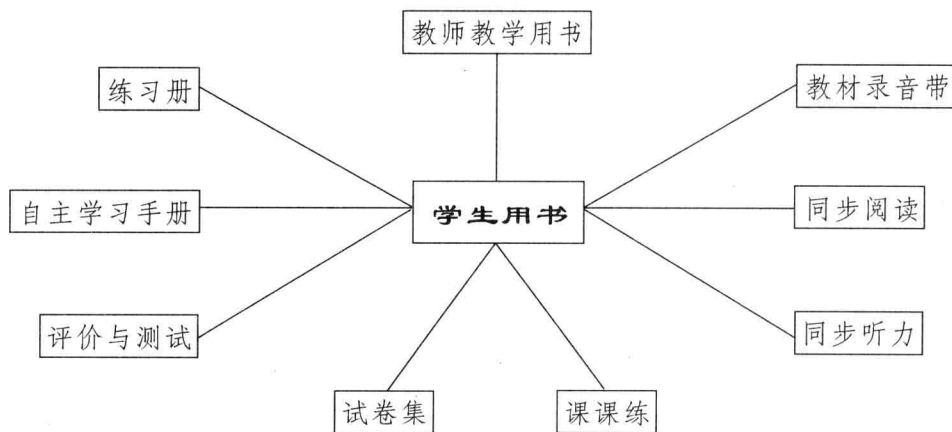 教师教学用书
练习册
教材录音带
自主学习手册
学生用书
同步阅读
评价与测试
同步听力
试卷集
课课练